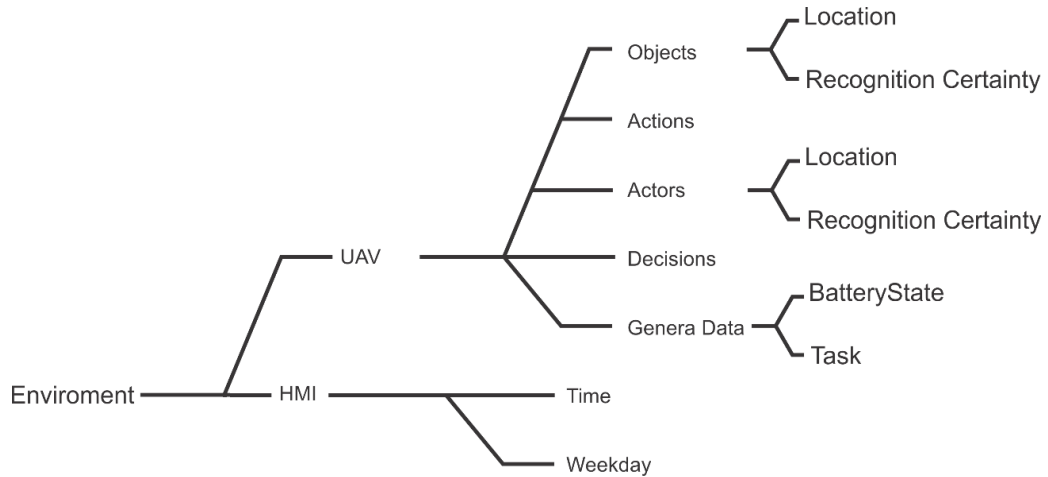 Location
Objects
Recognition Certainty
Actions
Location
Actors
Recognition Certainty
UAV
Decisions
BatteryState
Genera Data
Task
Enviroment
HMI
Time
Weekday